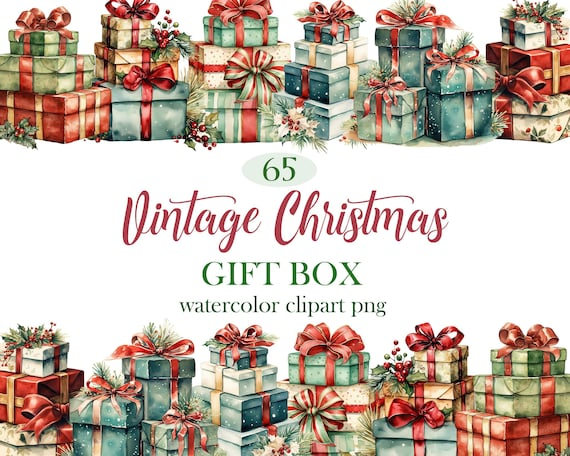 65
Vintage Christmas
GIFT BOX
watercolor clipart png